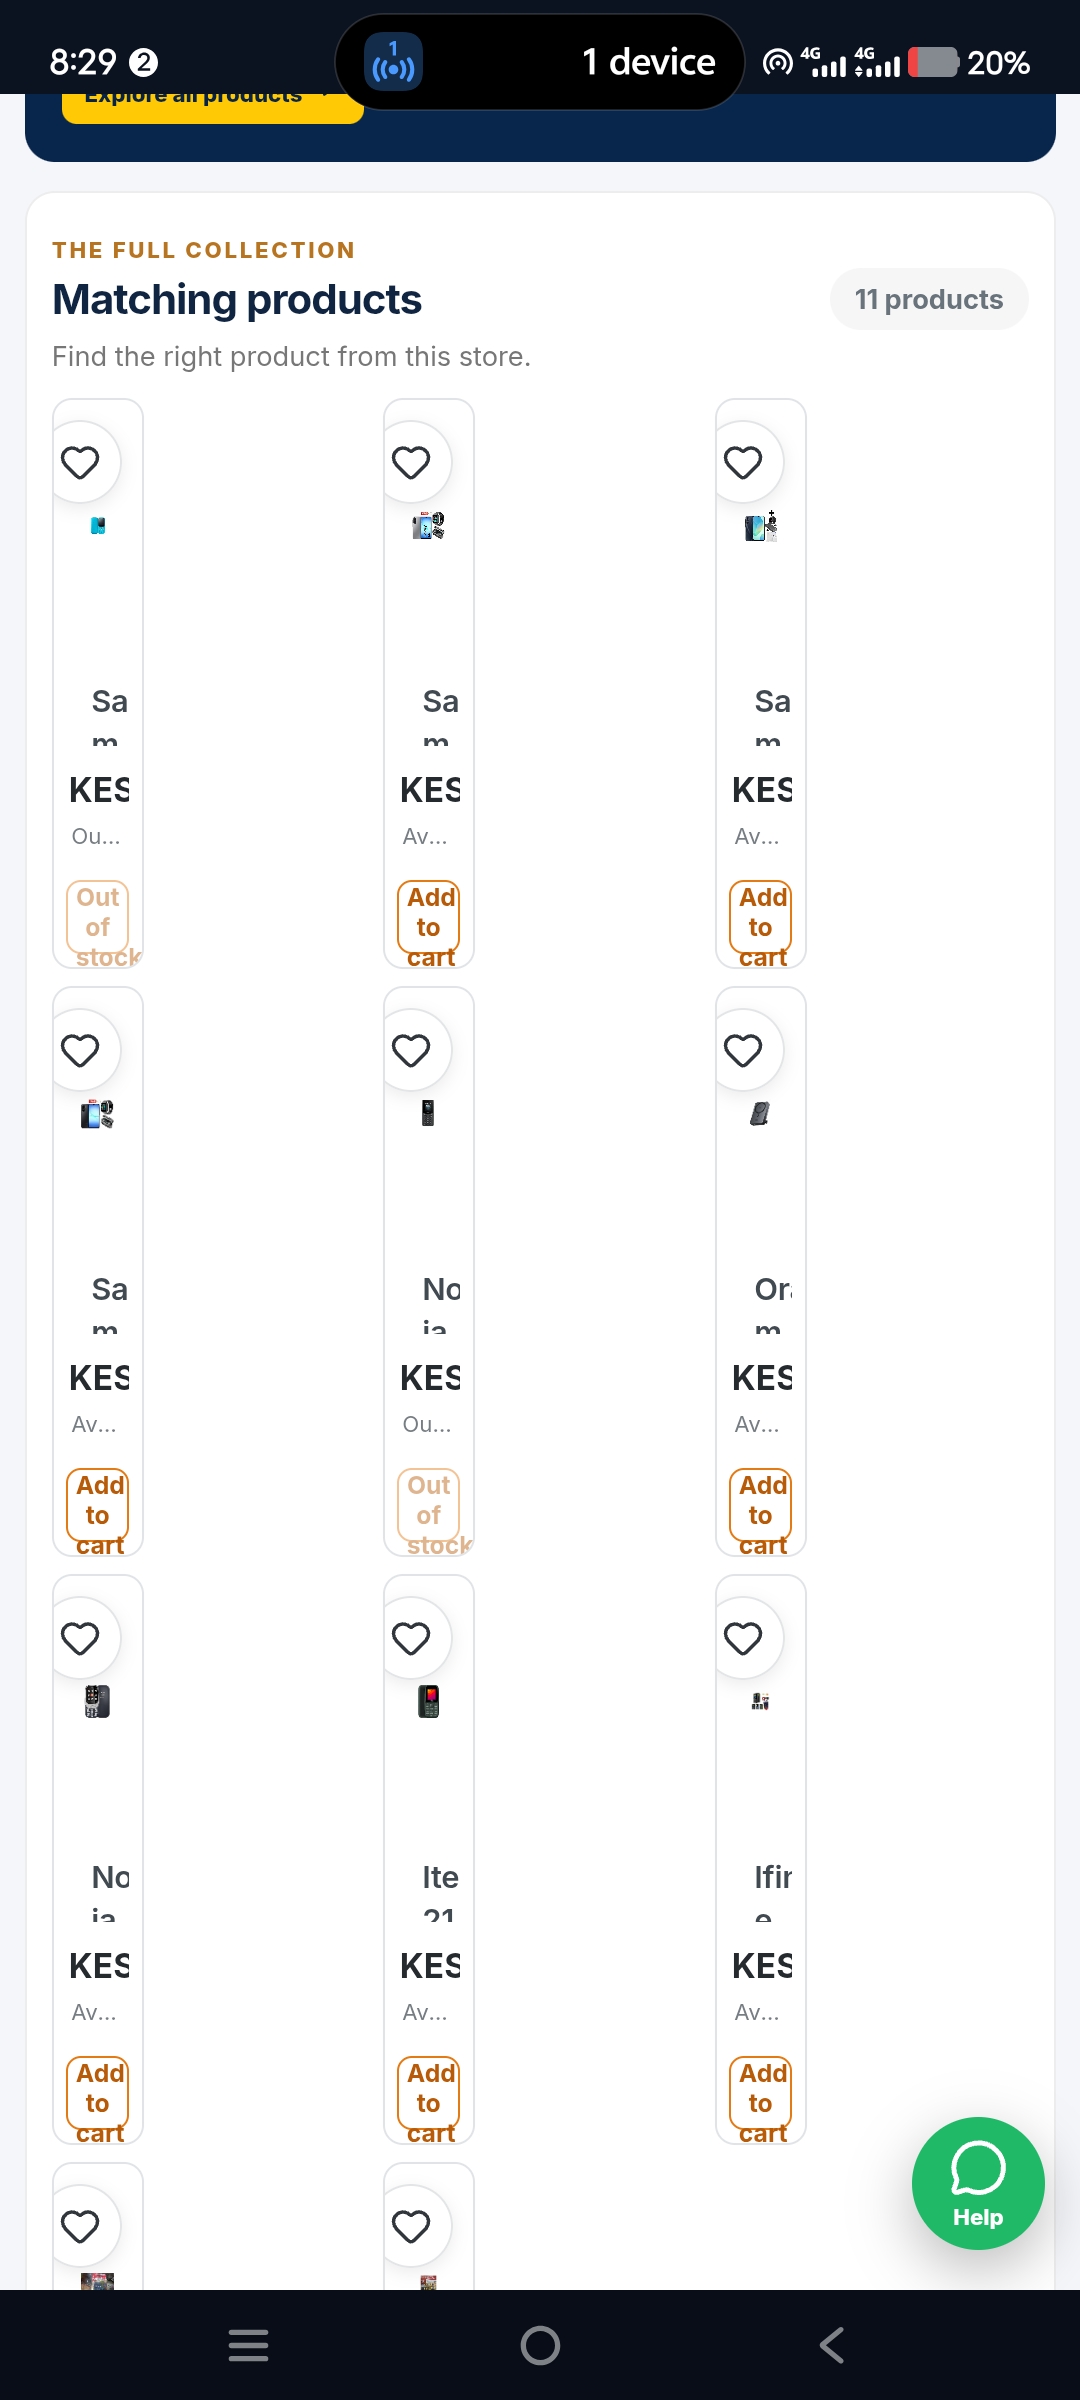 8:29 2 1 1 device 4G 4G 20%
Explore all products
THE FULL COLLECTION
Matching products
11 products
Find the right product from this store.
Sa Sa Sa
m m m
KES KES KES
Ou... Av... Av...
Out Add Add
of to to
stock cart cart
Sa No Or
m ia m
KES KES KES
Av... Ou... Av...
Add Out Add
to of to
cart stock cart
No Ite Ifin
ia 21 e
KES KES KES
Av... Av... Av...
Add Add Add
to to to
cart cart cart
Help